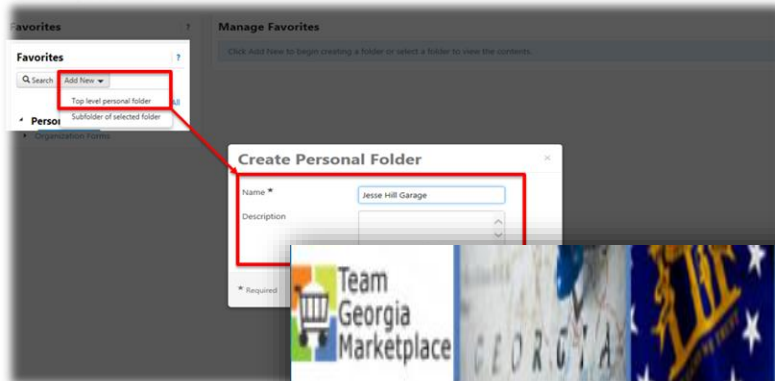 Favorites ?
Manage Favorites
Click Add New to begin creating a folder or select a folder to view the contents.
Favorites ?
Search Add New
Top level personal folder
All
Subfolder of selected folder
Organization Forms
Create Personal Folder ×
Name * Jesse Hill Garage
Description
* Required
Team
Georgia
Marketplace
GEORGIA